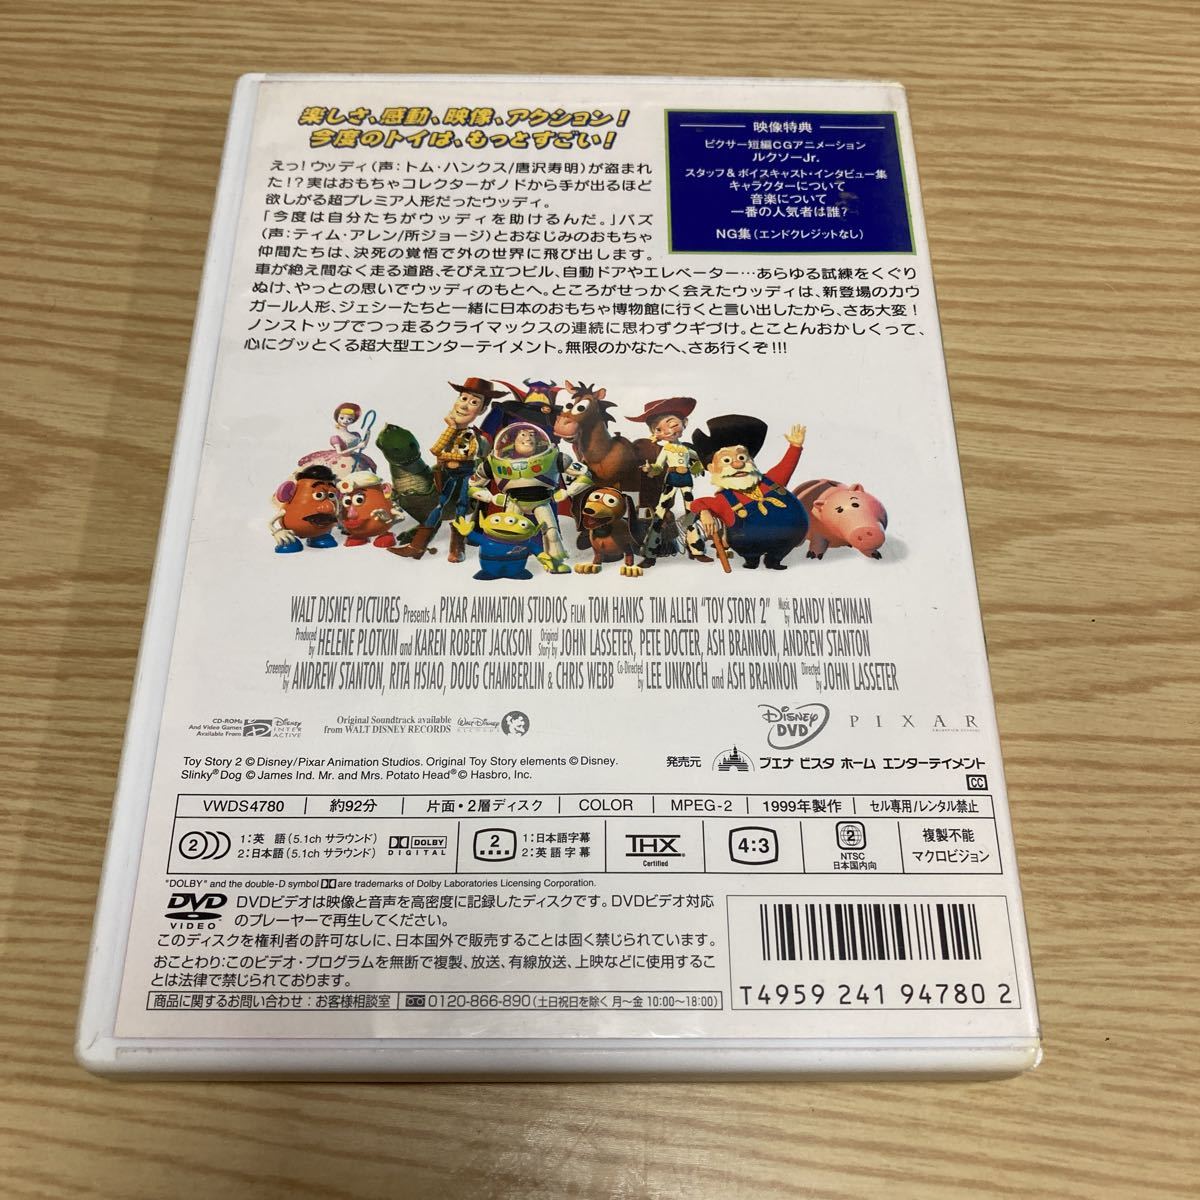 楽しさ、感動、映像、アクション!
今度のトイは、もっとすごい!
えっ!ウッディ(声:トム・ハンクス/唐沢寿明)が盗まれ
た!?実はおもちゃコレクターがノドから手が出るほど
欲しがる超プレミア人形だったウッディ。
「今度は自分たちがウッディを助けるんだ。」バズ
(声:ティム・アレン/所ジョージ)とおなじみのおもちゃ
仲間たちは、決死の覚悟で外の世界に飛び出します。
車が絶え間なく走る道路、そびえ立つビル、自動ドアやエレベーター…あらゆる試練をくぐり
ぬけ、やっとの思いでウッディのもとへ。ところがせっかく会えたウッディは、新登場のカウ
ガール人形、ジェシーたちと一緒に日本のおもちゃ博物館に行くと言い出したから、さあ大変!
ノンストップでつっ走るクライマックスの連続に思わずクギづけ。とことんおかしくって、
心にグッとくる超大型エンターテイメント。無限のかなたへ、さあ行くぞ!!!
映像特典
ピクサー短編CGアニメーション
ルクソーJr.
スタッフ&ボイスキャスト・インタビュー集
キャラクターについて
音楽について
一番の人気者は誰?
NG集(エンドクレジットなし)
WALT DISNEY PICTURES Presents A PIXAR ANIMATION STUDIOS FILM TOM HANKS TIM ALLEN "TOY STORY 2" Music by RANDY NEWMAN
Produced by HELENE PLOTKIN and KAREN ROBERT JACKSON Original Story by JOHN LASSETER, PETE DOCTER, ASH BRANNON, ANDREW STANTON
Screenplay by ANDREW STANTON, RITA HSIAO, DOUG CHAMBERLIN & CHRIS WEBB Co-Directed by LEE UNKRICH and ASH BRANNON Directed by JOHN LASSETER
CD-ROMs
And Video Games
Available From
Disney
INTER
ACTIVE
Original Soundtrack available
from WALT DISNEY RECORDS
Walt Disney
RECORDS
Disney
DVD
PIXAR
ANIMATION STUDIOS
Toy Story 2 © Disney/Pixar Animation Studios. Original Toy Story elements © Disney.
Slinky® Dog © James Ind. Mr. and Mrs. Potato Head® © Hasbro, Inc.
発売元 ブエナ ビスタ ホーム エンターテイメント
CC
VWDS4780 約92分 片面・2層ディスク COLOR MPEG-2 1999年製作 セル専用/レンタル禁止
2
1:英 語(5.1ch サラウンド)
2:日本語(5.1ch サラウンド)
DOLBY
DIGITAL
2
1:日本語字幕
2:英語字幕
THX
Certified
4:3
2
NTSC
日本国内向
複製不能
マクロビジョン
"DOLBY" and the double-D symbol are trademarks of Dolby Laboratories Licensing Corporation.
DVD
VIDEO
DVDビデオは映像と音声を高密度に記録したディスクです。DVDビデオ対応
のプレーヤーで再生してください。
このディスクを権利者の許可なしに、日本国外で販売することは固く禁じられています。
おことわり:このビデオ・プログラムを無断で複製、放送、有線放送、上映などに使用するこ
とは法律で禁じられております。
商品に関するお問い合わせ:お客様相談室 0120-866-890(土日祝日を除く 月〜金 10:00〜18:00)
T4959 241 94780 2